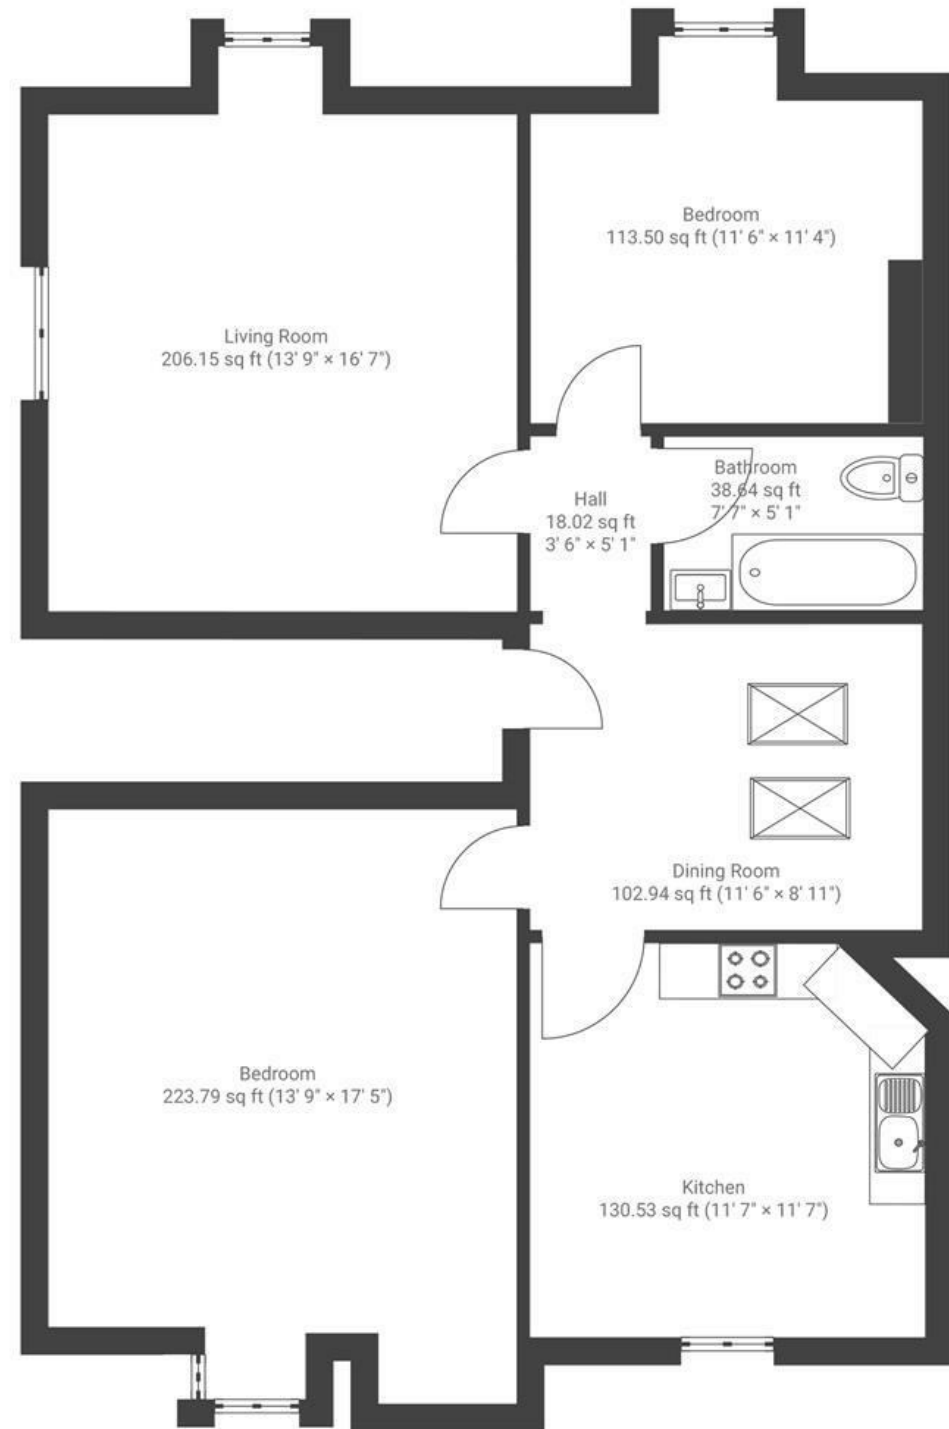 Bedroom
113.50 sq ft (11' 6" × 11' 4")
Living Room
206.15 sq ft (13' 9" × 16' 7")
Bathroom
38.64 sq ft
7' 7" × 5' 1"
Hall
18.02 sq ft
3' 6" × 5' 1"
Dining Room
102.94 sq ft (11' 6" × 8' 11")
Bedroom
223.79 sq ft (13' 9" × 17' 5")
Kitchen
130.53 sq ft (11' 7" × 11' 7")